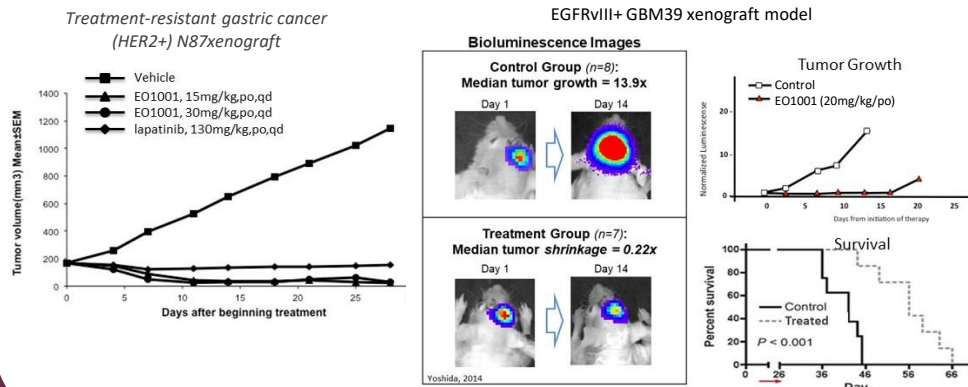 Treatment-resistant gastric cancer
(HER2+) N87xenograft
Vehicle
EO1001, 15mg/kg,po,qd
EO1001, 30mg/kg,po,qd
lapatinib, 130mg/kg,po,qd
Tumor volume(mm3) Mean±SEM
1400
1200
1000
800
600
400
200
0
0
5
10
15
20
25
Days after beginning treatment
EGFRvIII+ GBM39 xenograft model
Bioluminescence Images
Control Group (n=8):
Median tumor growth = 13.9x
Day 1
Day 14
Treatment Group (n=7):
Median tumor shrinkage = 0.22x
Day 1
Day 14
Yoshida, 2014
Tumor Growth
Control
EO1001 (20mg/kg/po)
Normalized Luminescense
20
10
0
0
5
10
15
20
25
Days from initiation of therapy
Survival
Percent survival
100
80
60
40
20
0
Control
Treated
P < 0.001
0
26
36
46
56
66
Day